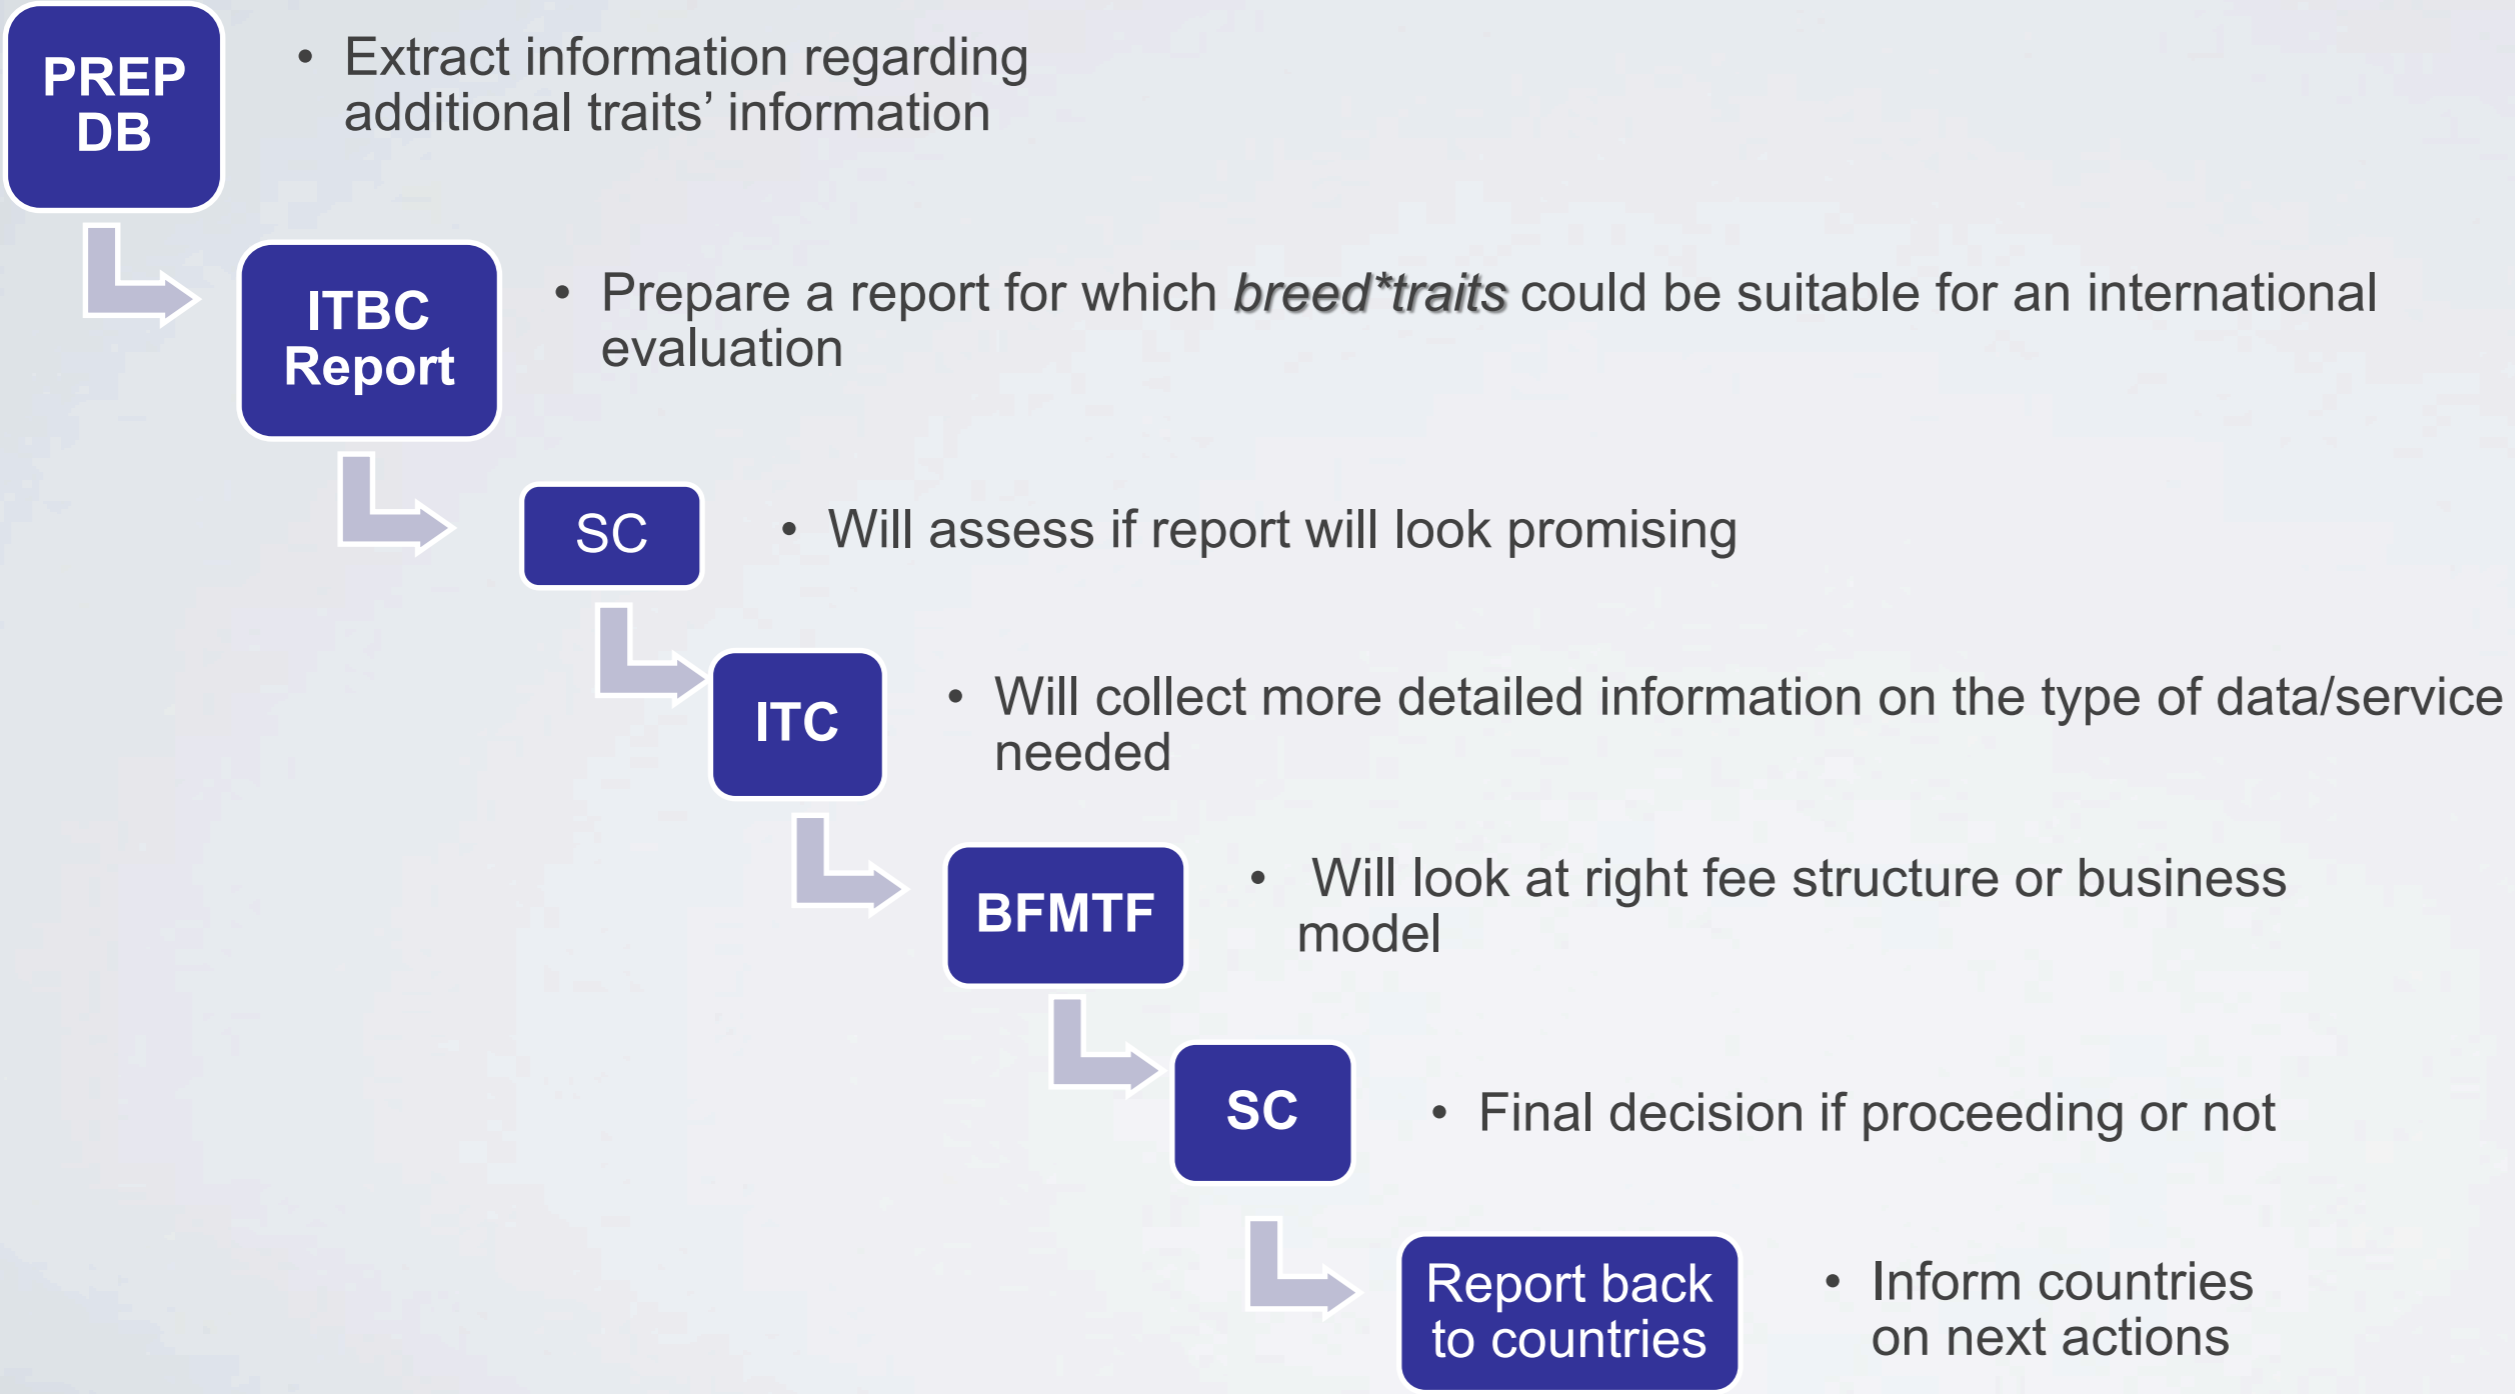 PREP
DB
• Extract information regarding
additional traits’ information
ITBC
Report
• Prepare a report for which breed*traits could be suitable for an international
evaluation
SC
• Will assess if report will look promising
ITC
• Will collect more detailed information on the type of data/service
needed
BFMTF
• Will look at right fee structure or business
model
SC
• Final decision if proceeding or not
Report back
to countries
• Inform countries
on next actions